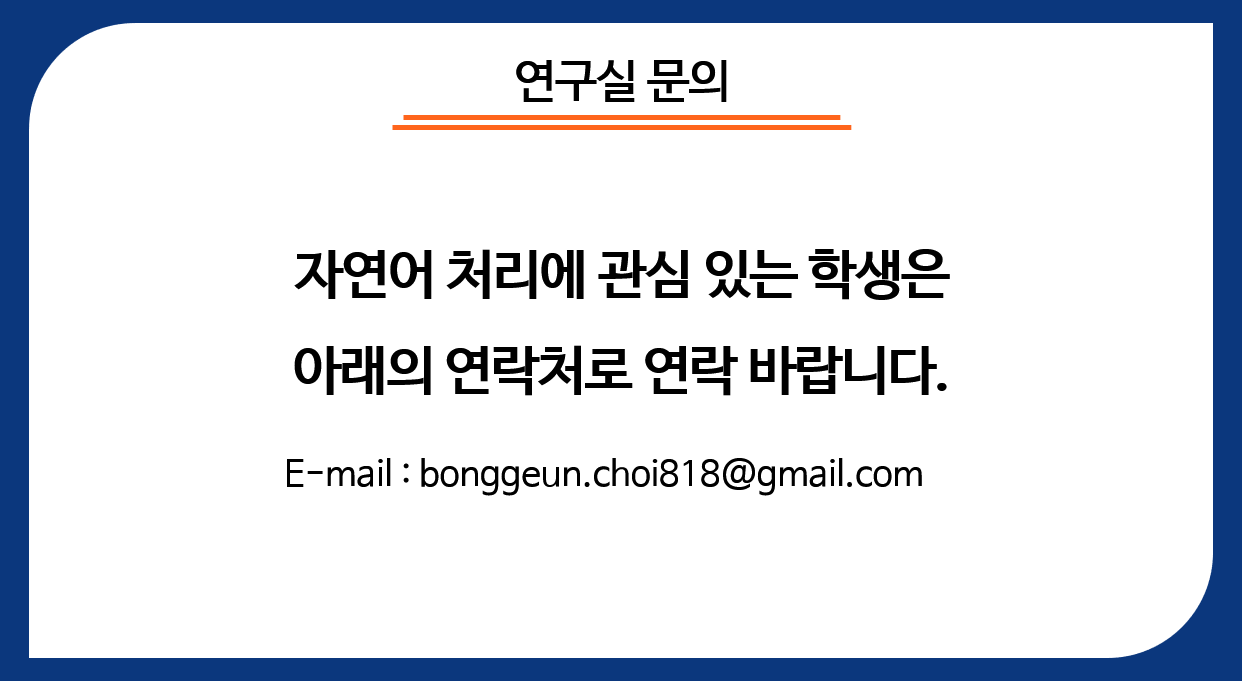 연구실 문의
자연어 처리에 관심 있는 학생은
아래의 연락처로 연락 바랍니다.
E-mail : bonggeun.choi818@gmail.com